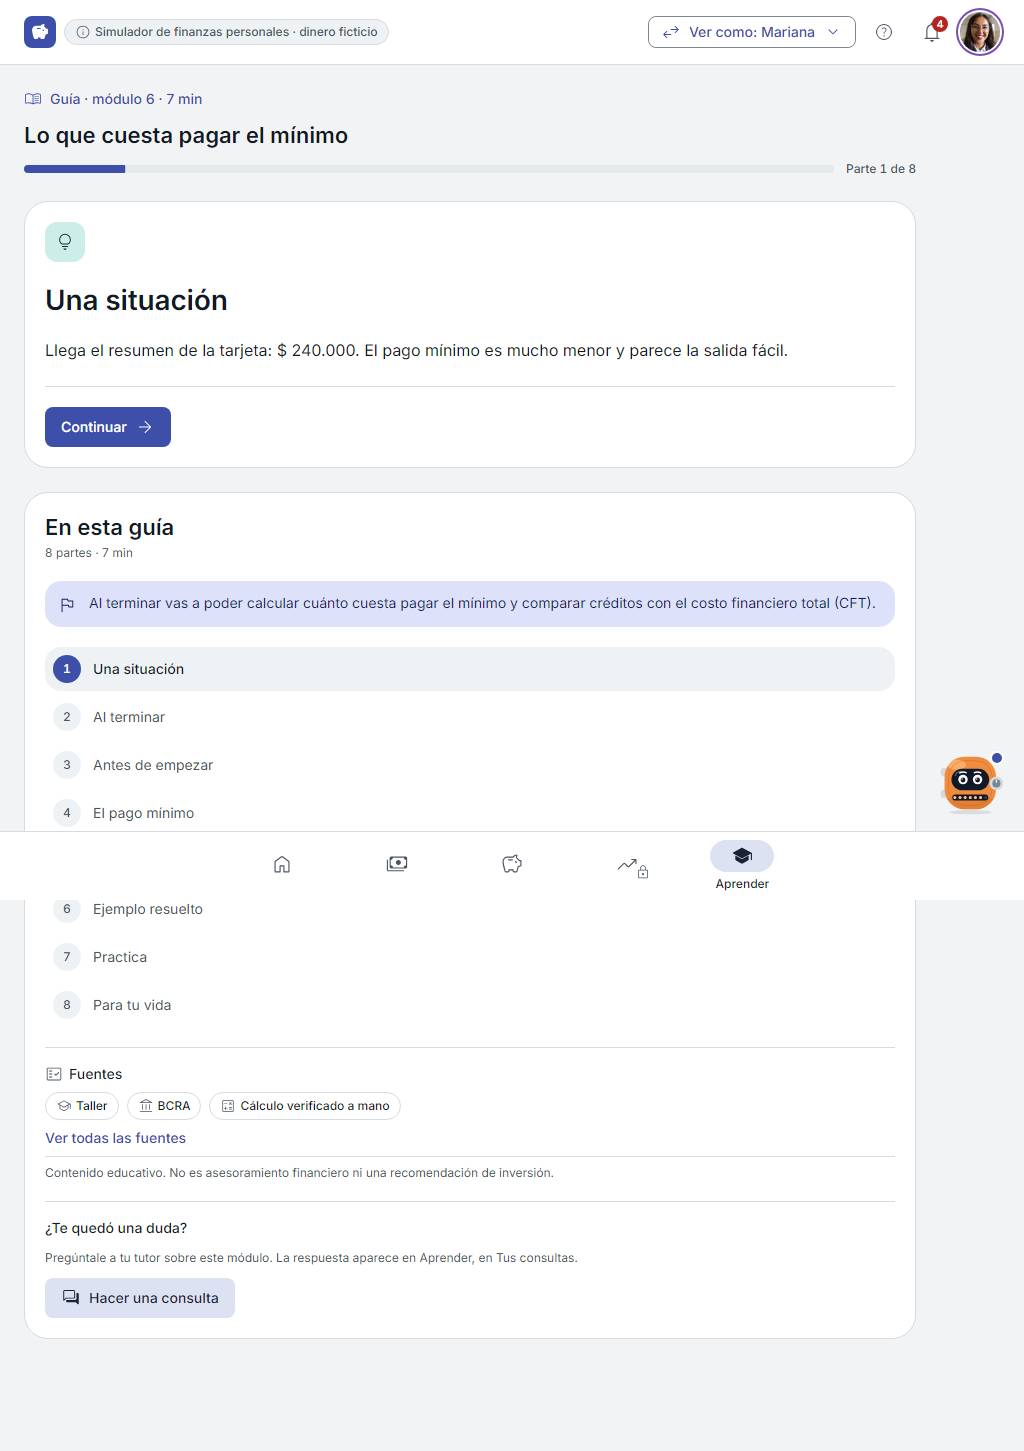 Simulador de finanzas personales · dinero ficticio
Ver como: Mariana
4
Guía · módulo 6 · 7 min
Lo que cuesta pagar el mínimo
Parte 1 de 8
Una situación
Llega el resumen de la tarjeta: $ 240.000. El pago mínimo es mucho menor y parece la salida fácil.
Continuar
En esta guía
8 partes · 7 min
Al terminar vas a poder calcular cuánto cuesta pagar el mínimo y comparar créditos con el costo financiero total (CFT).
1 Una situación
2 Al terminar
3 Antes de empezar
4 El pago mínimo
Aprender
6 Ejemplo resuelto
7 Practica
8 Para tu vida
Fuentes
Taller BCRA Cálculo verificado a mano
Ver todas las fuentes
Contenido educativo. No es asesoramiento financiero ni una recomendación de inversión.
¿Te quedó una duda?
Pregúntale a tu tutor sobre este módulo. La respuesta aparece en Aprender, en Tus consultas.
Hacer una consulta